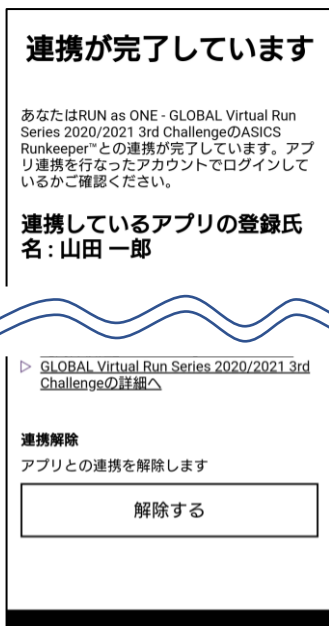 連携が完了しています
あなたはRUN as ONE - GLOBAL Virtual Run
Series 2020/2021 3rd ChallengeのASICS
Runkeeper™との連携が完了しています。アプ
リ連携を行なったアカウントでログインして
いるかご確認ください。
連携しているアプリの登録氏
名 : 山田 一郎
▷ GLOBAL Virtual Run Series 2020/2021 3rd
Challengeの詳細へ
連携解除
アプリとの連携を解除します
解除する